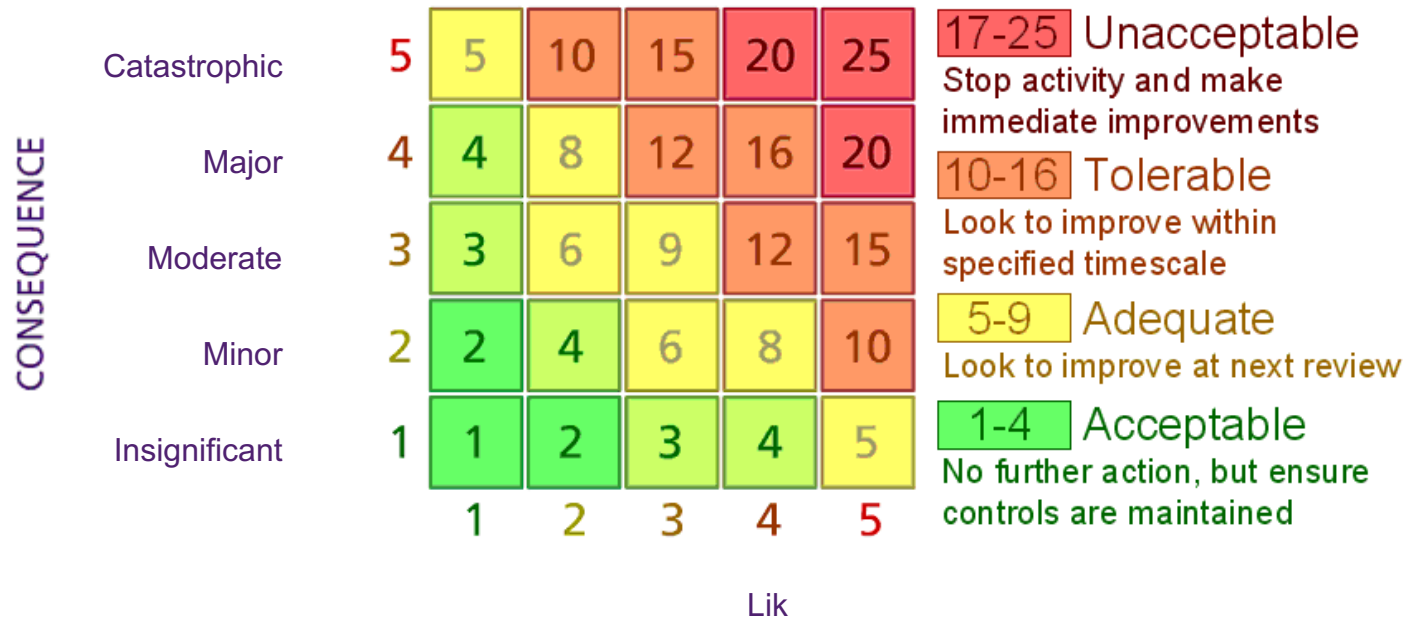 CONSEQUENCE
Catastrophic 5 5 10 15 20 25
Major 4 4 8 12 16 20
Moderate 3 3 6 9 12 15
Minor 2 2 4 6 8 10
Insignificant 1 1 2 3 4 5
1 2 3 4 5
Lik
17-25 Unacceptable
Stop activity and make
immediate improvements
10-16 Tolerable
Look to improve within
specified timescale
5-9 Adequate
Look to improve at next review
1-4 Acceptable
No further action, but ensure
controls are maintained